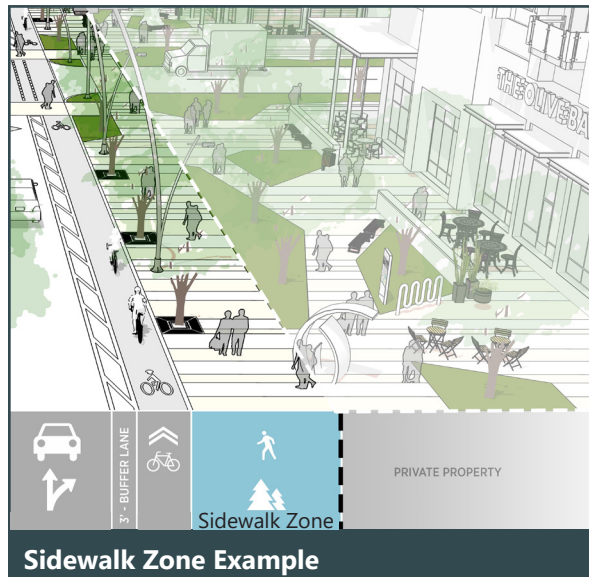 THE OLIVE BA
3' - BUFFER LANE
PRIVATE PROPERTY
Sidewalk Zone
Sidewalk Zone Example